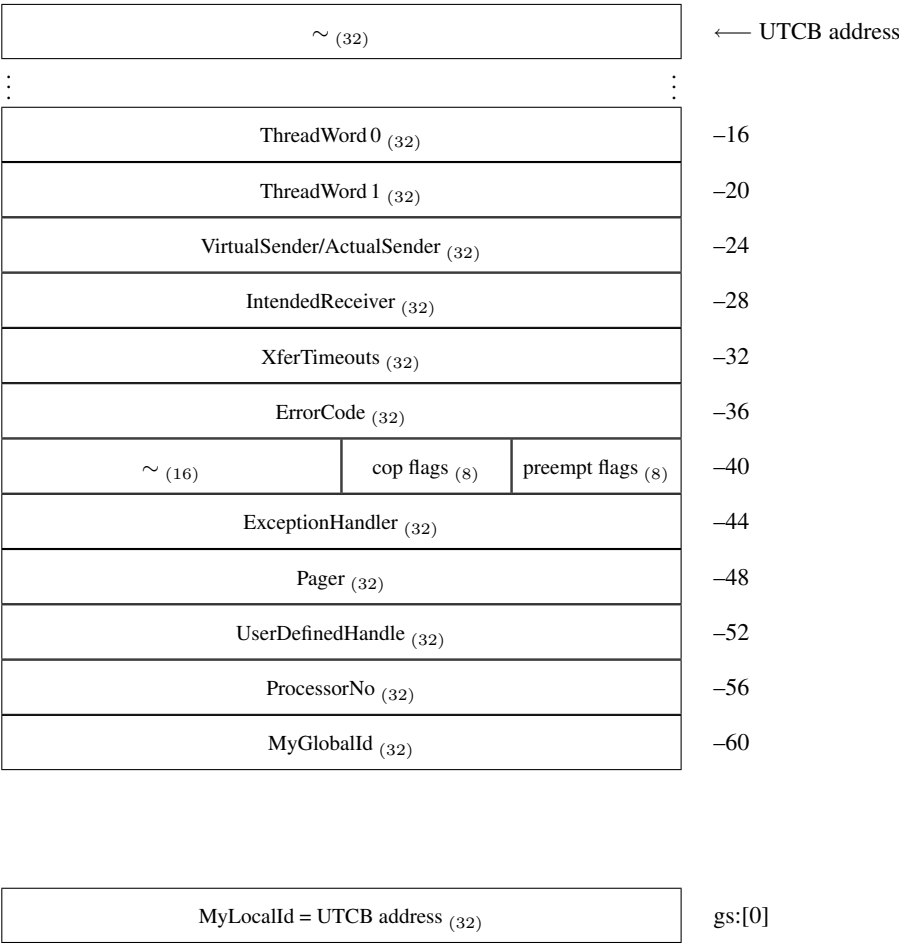 ∼ (32) ←— UTCB address
⋮ ⋮
ThreadWord 0 (32) –16
ThreadWord 1 (32) –20
VirtualSender/ActualSender (32) –24
IntendedReceiver (32) –28
XferTimeouts (32) –32
ErrorCode (32) –36
∼ (16) cop flags (8) preempt flags (8) –40
ExceptionHandler (32) –44
Pager (32) –48
UserDefinedHandle (32) –52
ProcessorNo (32) –56
MyGlobalId (32) –60
MyLocalId = UTCB address (32) gs:[0]